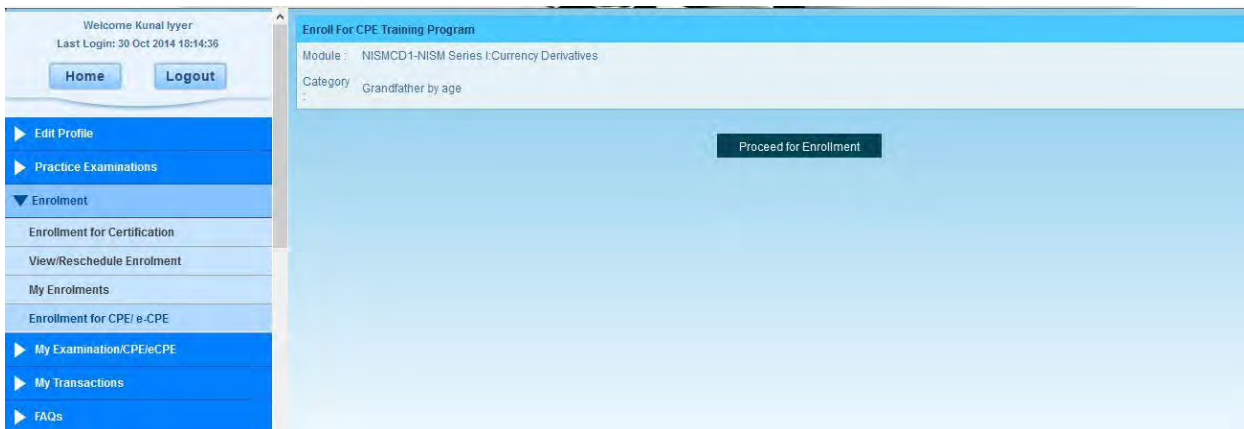 Welcome Kunal Iyyer
Last Login: 30 Oct 2014 18:14:36
Home Logout
Edit Profile
Practice Examinations
Enrolment
Enrollment for Certification
View/Reschedule Enrolment
My Enrolments
Enrollment for CPE/ e-CPE
My Examination/CPE/eCPE
My Transactions
FAQs
Enroll For CPE Training Program
Module : NISMCD1-NISM Series I:Currency Derivatives
Category : Grandfather by age
Proceed for Enrollment